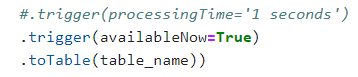 #.trigger(processingTime='1 seconds')
.trigger(availableNow=True)
.toTable(table_name))